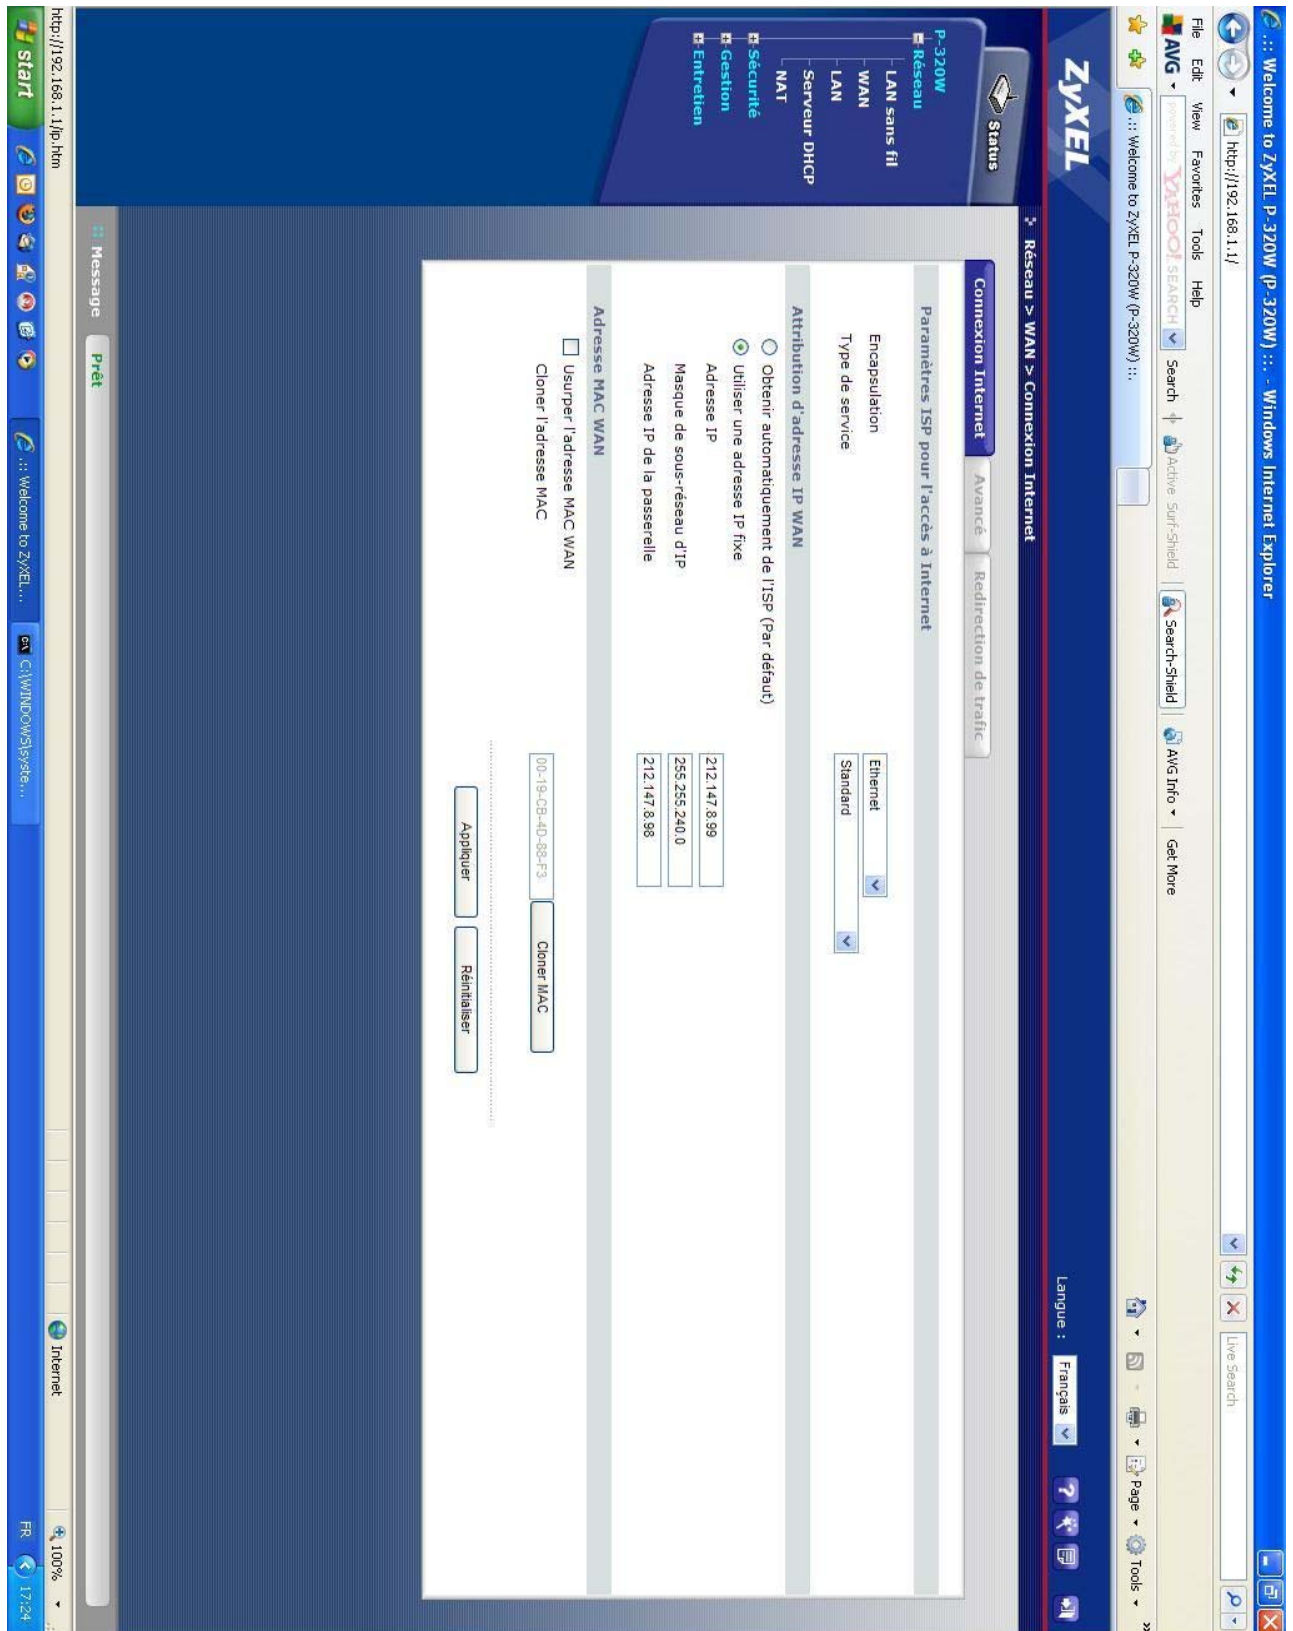 .:: Welcome to ZyXEL P-320W (P-320W) ::. - Windows Internet Explorer
http://192.168.1.1/
Live Search
File Edit View Favorites Tools Help
AVG powered by YAHOO! SEARCH Search Active Surf-Shield Search-Shield AVG Info Get More
.:: Welcome to ZyXEL P-320W (P-320W) ::.
Page Tools »
ZyXEL
Langue : Français
Status
> Réseau > WAN > Connexion Internet
P-320W
Réseau
LAN sans fil
WAN
LAN
Serveur DHCP
NAT
Sécurité
Gestion
Entretien
Connexion Internet Avancé Redirection de trafic
Paramètres ISP pour l'accès à Internet
Encapsulation Ethernet
Type de service Standard
Attribution d'adresse IP WAN
Obtenir automatiquement de l'ISP (Par défaut)
Utiliser une adresse IP fixe
Adresse IP 212.147.8.99
Masque de sous-réseau d'IP 255.255.240.0
Adresse IP de la passerelle 212.147.8.98
Adresse MAC WAN
Usurper l'adresse MAC WAN
Cloner l'adresse MAC 00-19-CB-4D-88-F3 Cloner MAC
Appliquer Réinitialiser
:: Message Prêt
http://192.168.1.1/ip.htm
Internet 100%
start
.:: Welcome to ZyXEL...
C:\WINDOWS\syste...
FR 17:24